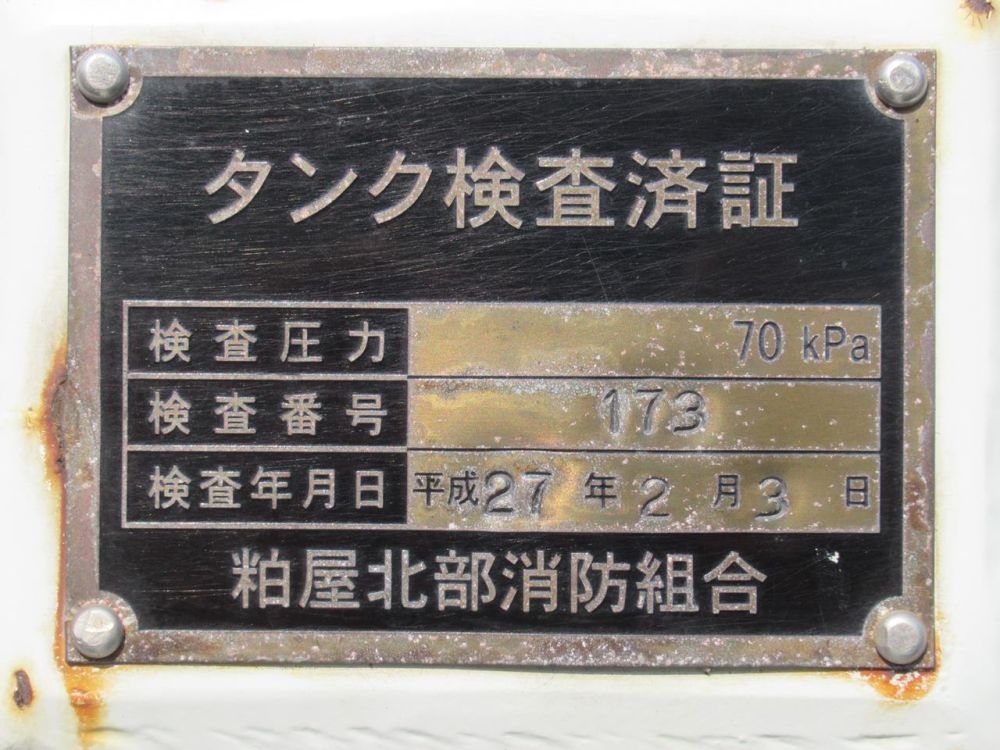 タンク検査済証
検査圧力 70 kPa
検査番号 173
検査年月日 平成27年2月3日
粕屋北部消防組合